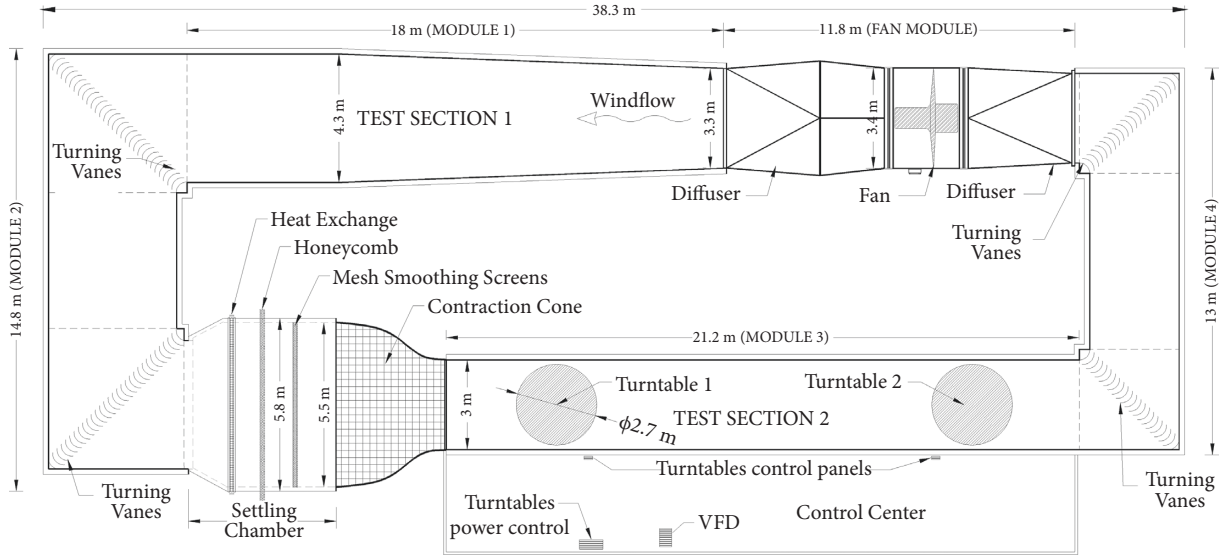 38.3 m
18 m (MODULE 1)
11.8 m (FAN MODULE)
4.3 m
TEST SECTION 1
Windflow
3.3 m
3.4 m
Turning
Vanes
Diffuser
Fan
Diffuser
Turning
Vanes
14.8 m (MODULE 2)
13 m (MODULE 4)
Heat Exchange
Honeycomb
Mesh Smoothing Screens
Contraction Cone
21.2 m (MODULE 3)
5.8 m
5.5 m
3 m
Turntable 1
Turntable 2
TEST SECTION 2
ϕ2.7 m
Turning
Vanes
Settling
Chamber
Turntables control panels
Turning
Vanes
Turntables
power control
VFD
Control Center